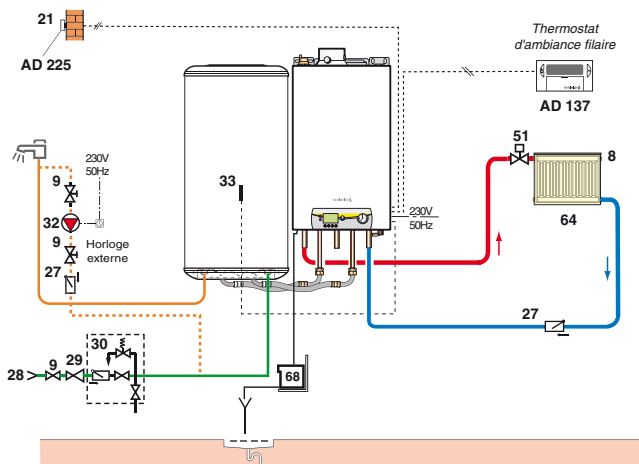 21
AD 225
Thermostat
d'ambiance filaire
AD 137
51
8
64
9
230V
50Hz
33
32
9
Horloge
externe
27
230V
50Hz
27
30
28
9
29
68